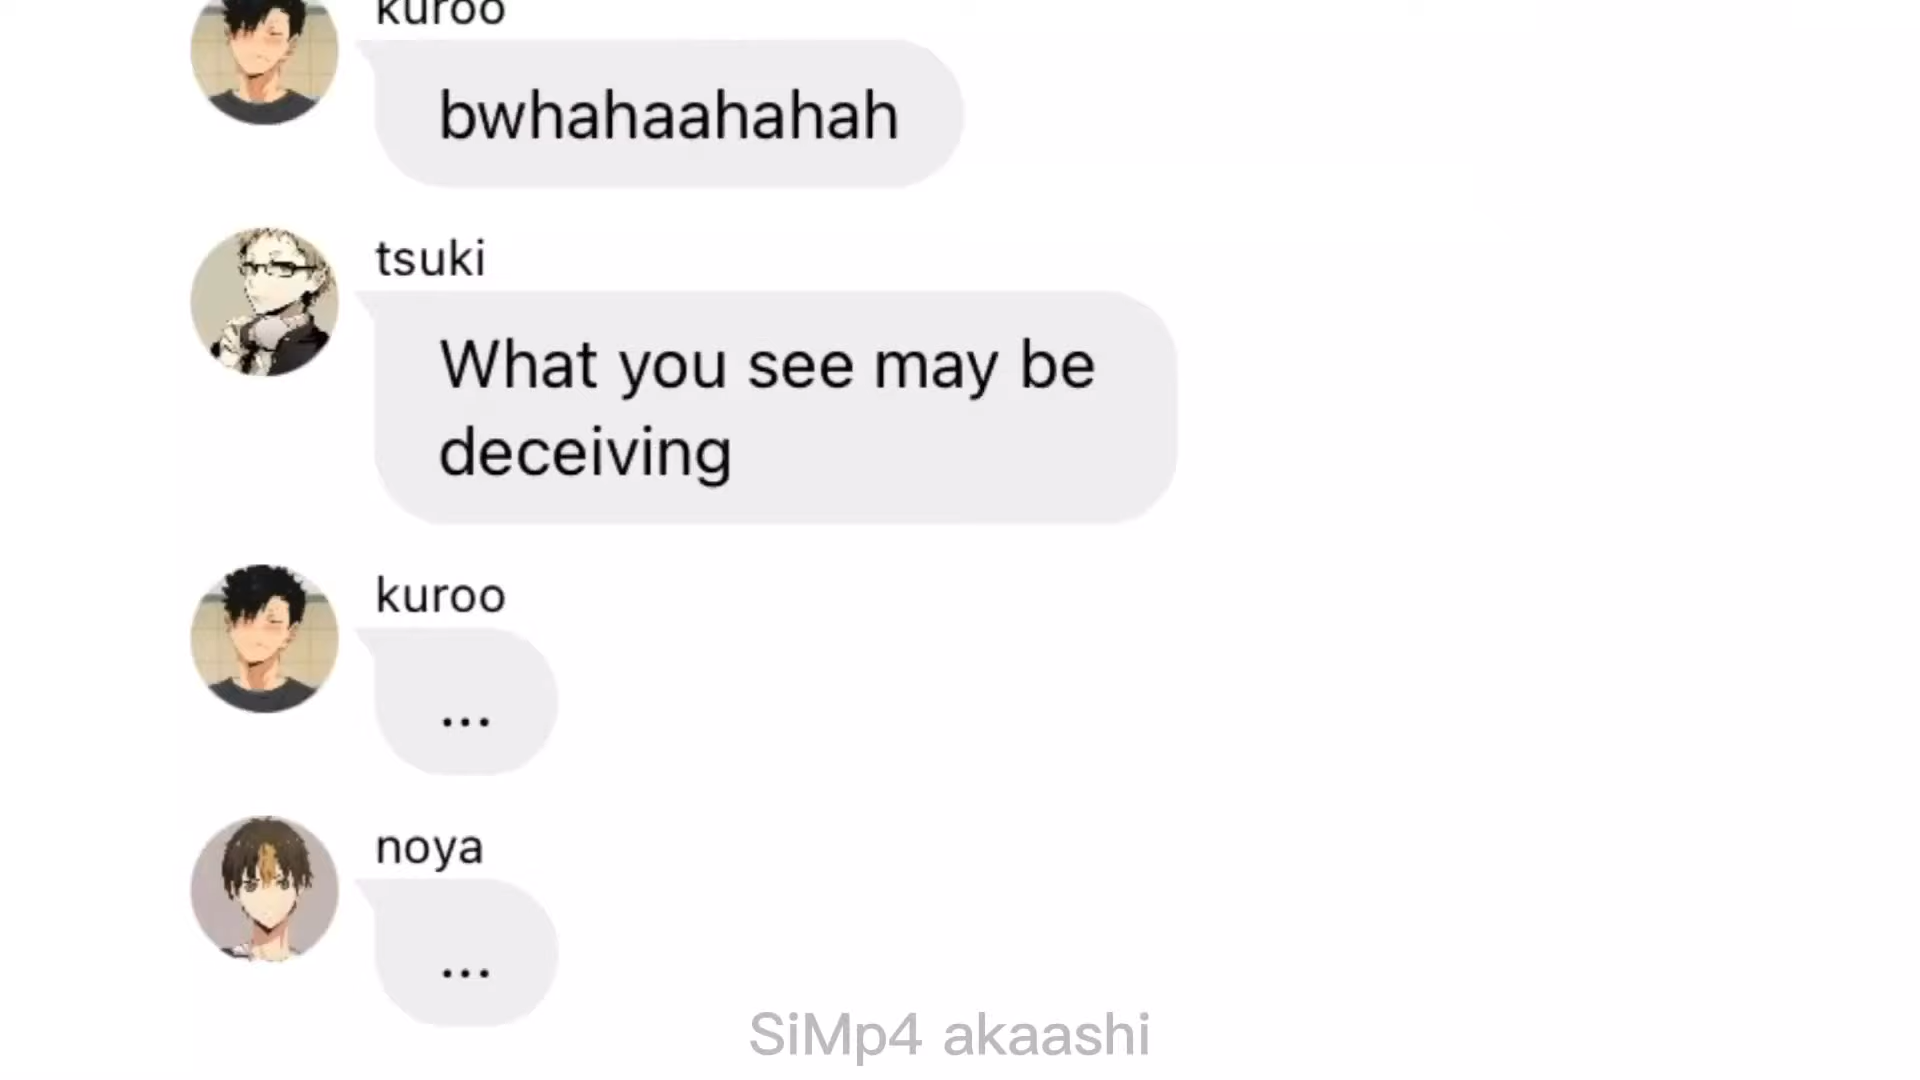 kuroo
bwhahaahahah
tsuki
What you see may be
deceiving
kuroo
...
noya
...
SiMp4 akaashi